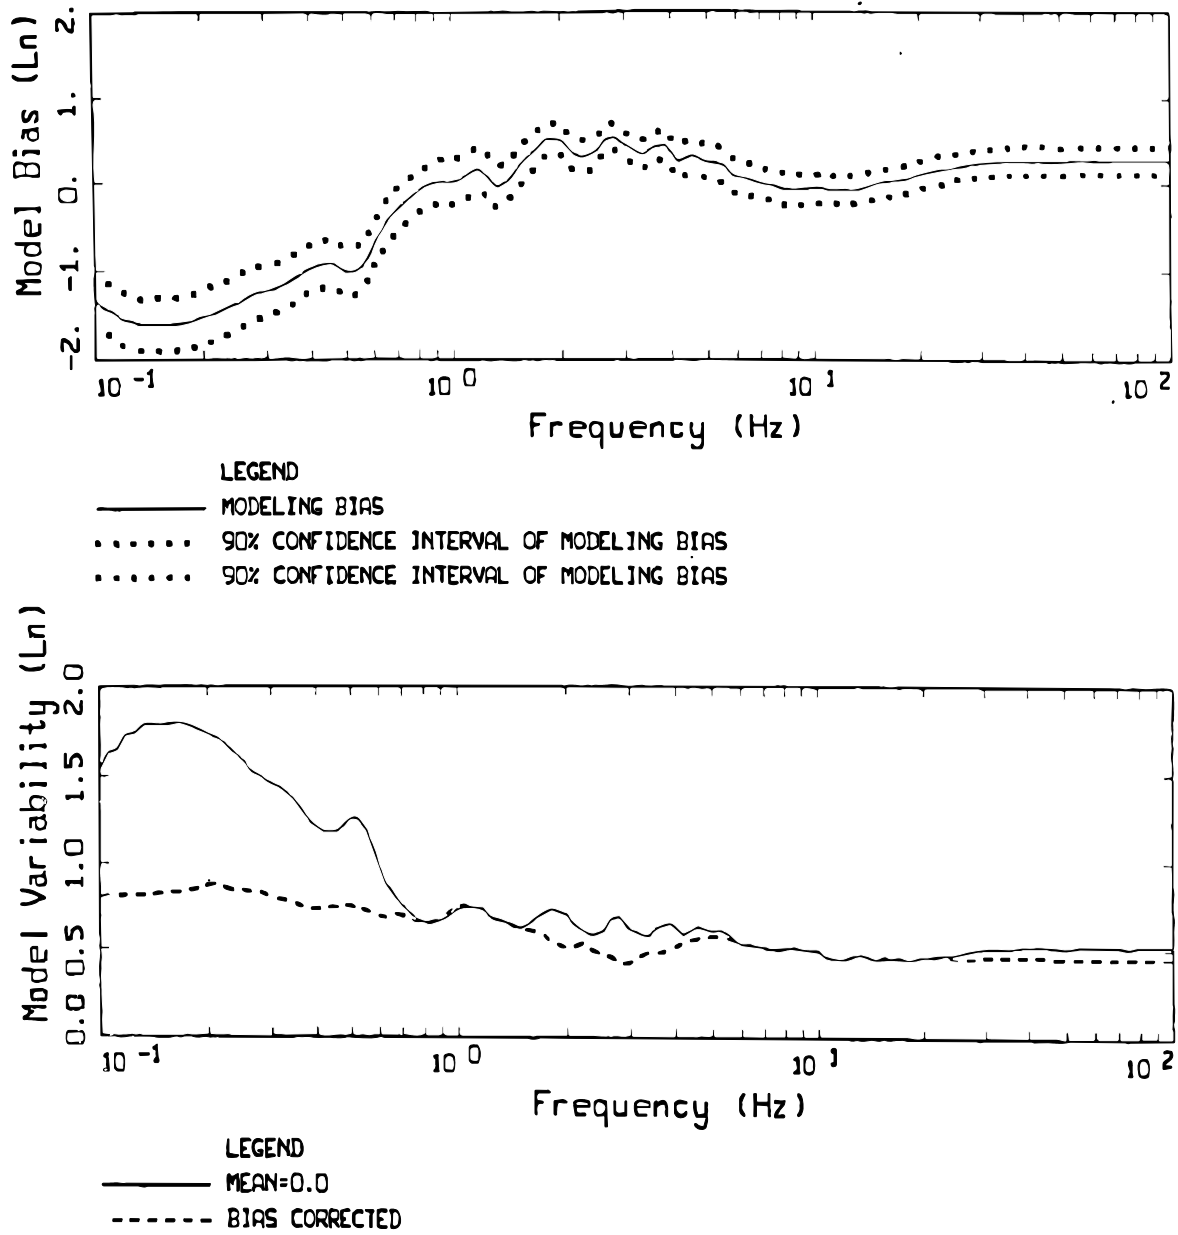 Model Bias (Ln)
2.
1.
0.
-1.
-2.
10 -1
10 0
10 1
10 2
Frequency (Hz)
LEGEND
MODELING BIAS
90% CONFIDENCE INTERVAL OF MODELING BIAS
90% CONFIDENCE INTERVAL OF MODELING BIAS
Model Variability (Ln)
2.0
1.5
1.0
0.5
0.0
10 -1
10 0
10 1
10 2
Frequency (Hz)
LEGEND
MEAN=0.0
BIAS CORRECTED